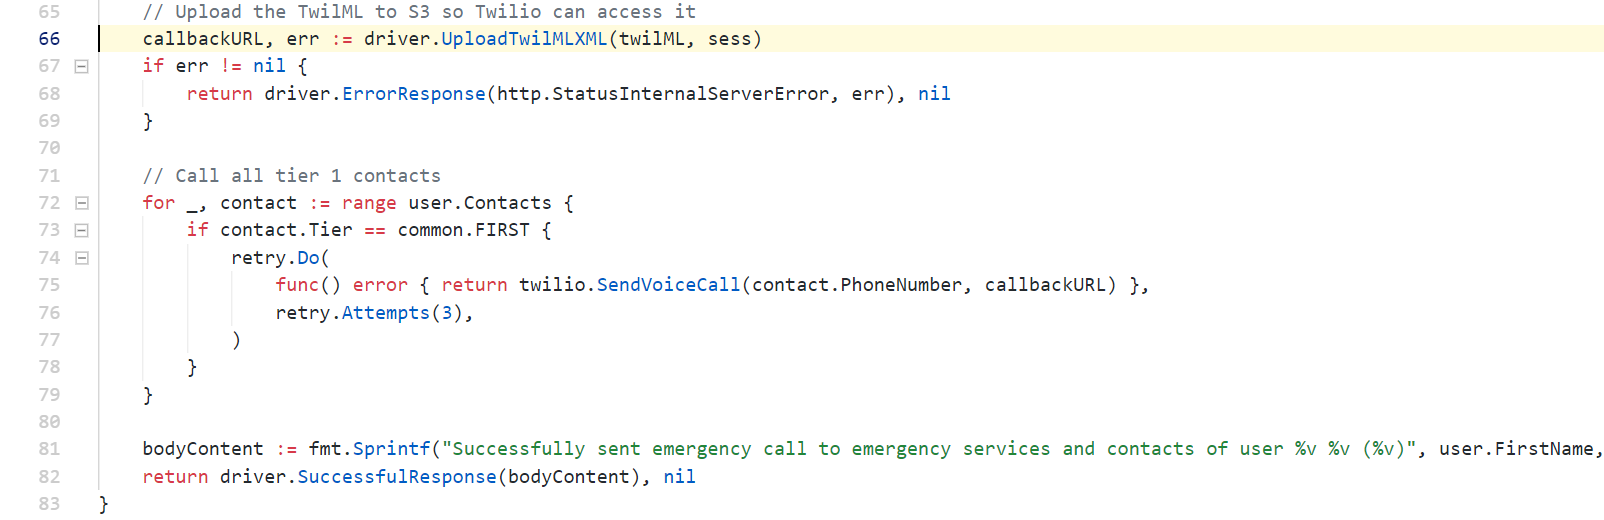 65 // Upload the TwilML to S3 so Twilio can access it
66 callbackURL, err := driver.UploadTwilMLXML(twilML, sess)
67 if err != nil {
68 return driver.ErrorResponse(http.StatusInternalServerError, err), nil
69 }
70
71 // Call all tier 1 contacts
72 for _, contact := range user.Contacts {
73 if contact.Tier == common.FIRST {
74 retry.Do(
75 func() error { return twilio.SendVoiceCall(contact.PhoneNumber, callbackURL) },
76 retry.Attempts(3),
77 )
78 }
79 }
80
81 bodyContent := fmt.Sprintf("Successfully sent emergency call to emergency services and contacts of user %v %v (%v)", user.FirstName,
82 return driver.SuccessfulResponse(bodyContent), nil
83 }